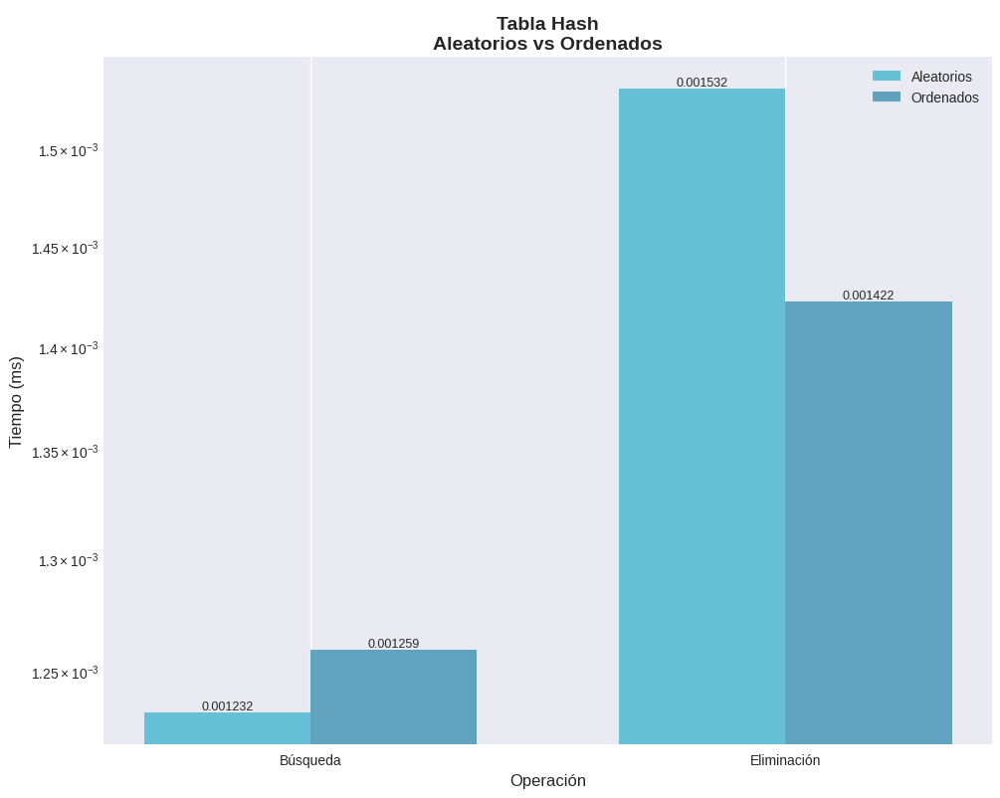 Tabla Hash
Aleatorios vs Ordenados
0.001532
Aleatorios
Ordenados
1.5 × 10⁻³
1.45 × 10⁻³
0.001422
1.4 × 10⁻³
Tiempo (ms)
1.35 × 10⁻³
1.3 × 10⁻³
0.001259
1.25 × 10⁻³
0.001232
Búsqueda
Eliminación
Operación